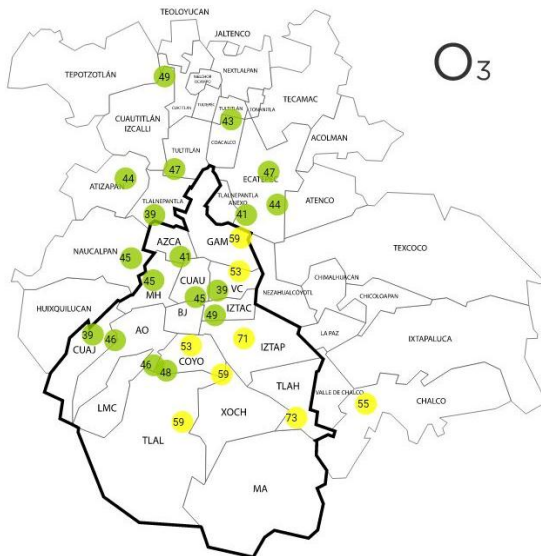 TEOLOYUCAN
JALTENCO
O3
TEPOTZOTLÁN
49
NEXTLALPAN
TECAMAC
CUAUTITLÁN
IZCALLI
TULTITLÁN
43
ACOLMAN
COACALCO
TULTITLÁN
47
47
ECATEPEC
44
ATIZAPÁN
44
ATENCO
TLALNEPANTLA
39
TLALNEPANTLA
ANEXO
41
TEXCOCO
AZCA
GAM
59
NAUCALPAN
45
41
53
CHIMALHUACÁN
45
MH
CUAU
39
VC
NEZAHUALCÓYOTL
CHICOLOAPAN
45
HUIXQUILUCAN
BJ
49
IZTAC
AO
LA PAZ
IXTAPALUCA
39
CUAJ
46
53
71
IZTAP
COYO
46
48
59
TLAH
VALLE DE CHALCO
CHALCO
55
LMC
XOCH
73
59
TLAL
MA